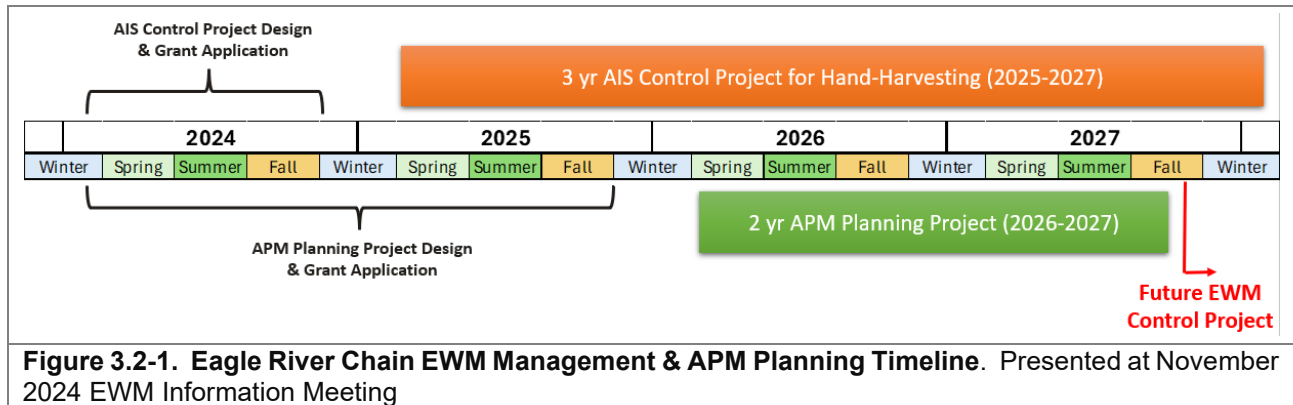 AIS Control Project Design
& Grant Application
3 yr AIS Control Project for Hand-Harvesting (2025-2027)
2024 2025 2026 2027
Winter Spring Summer Fall Winter Spring Summer Fall Winter Spring Summer Fall Winter Spring Summer Fall Winter
2 yr APM Planning Project (2026-2027)
APM Planning Project Design
& Grant Application
Future EWM
Control Project
Figure 3.2-1. Eagle River Chain EWM Management & APM Planning Timeline. Presented at November
2024 EWM Information Meeting